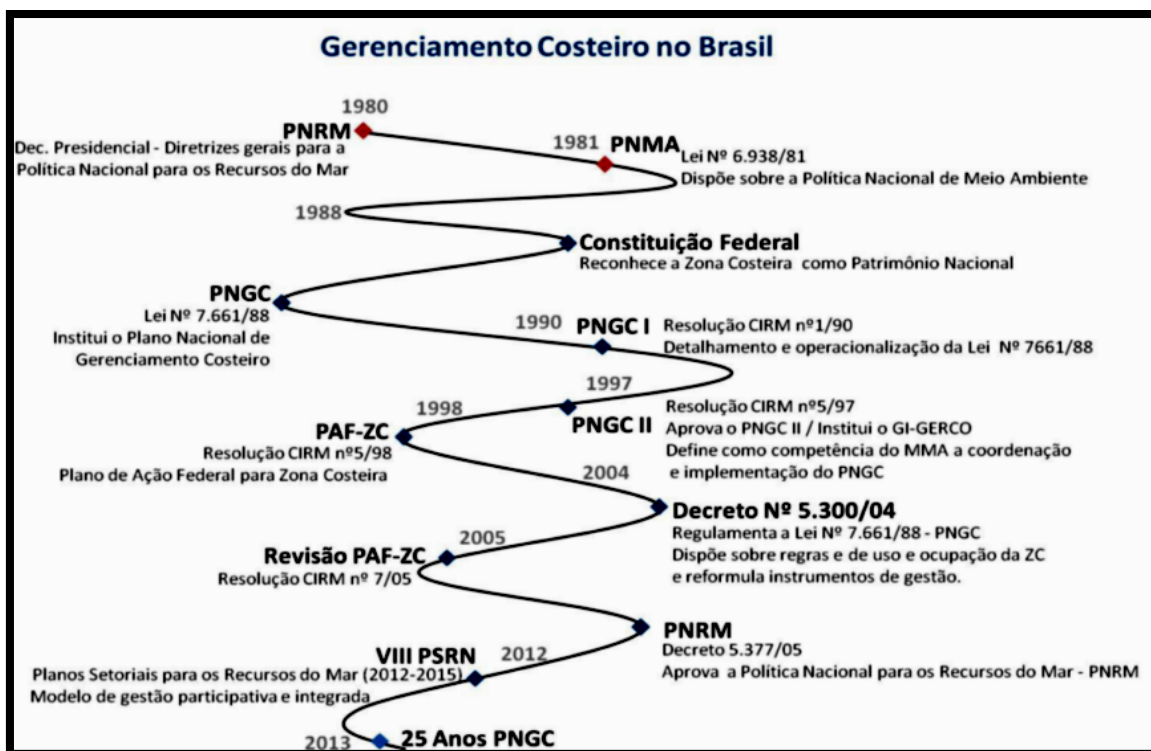 Gerenciamento Costeiro no Brasil
1980
PNRM
Dec. Presidencial - Diretrizes gerais para a
Política Nacional para os Recursos do Mar
1981
PNMA
Lei Nº 6.938/81
Dispõe sobre a Política Nacional de Meio Ambiente
1988
Constituição Federal
Reconhece a Zona Costeira como Patrimônio Nacional
PNGC
Lei Nº 7.661/88
Institui o Plano Nacional de
Gerenciamento Costeiro
1990
PNGC I
Resolução CIRM nº1/90
Detalhamento e operacionalização da Lei Nº 7661/88
1997
PNGC II
Resolução CIRM nº5/97
Aprova o PNGC II / Institui o GI-GERCO
Define como competência do MMA a coordenação
e implementação do PNGC
1998
PAF-ZC
Resolução CIRM nº5/98
Plano de Ação Federal para Zona Costeira
2004
Decreto Nº 5.300/04
Regulamenta a Lei Nº 7.661/88 - PNGC
Dispõe sobre regras e de uso e ocupação da ZC
e reformula instrumentos de gestão.
2005
Revisão PAF-ZC
Resolução CIRM nº 7/05
PNRM
Decreto 5.377/05
Aprova a Política Nacional para os Recursos do Mar - PNRM
2012
VIII PSRN
Planos Setoriais para os Recursos do Mar (2012-2015)
Modelo de gestão participativa e integrada
2013
25 Anos PNGC